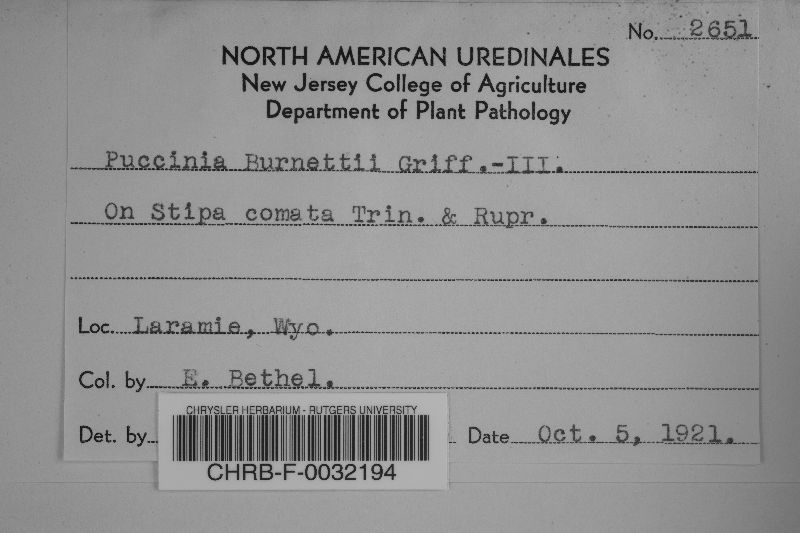 No. 2651
NORTH AMERICAN UREDINALES
New Jersey College of Agriculture
Department of Plant Pathology
Puccinia Burnettii Griff.-III.
On Stipa comata Trin. & Rupr.
Loc. Laramie, Wyo.
Col. by E. Bethel.
Det. by
Date Oct. 5, 1921.
CHRYSLER HERBARIUM - RUTGERS UNIVERSITY
CHRB-F-0032194